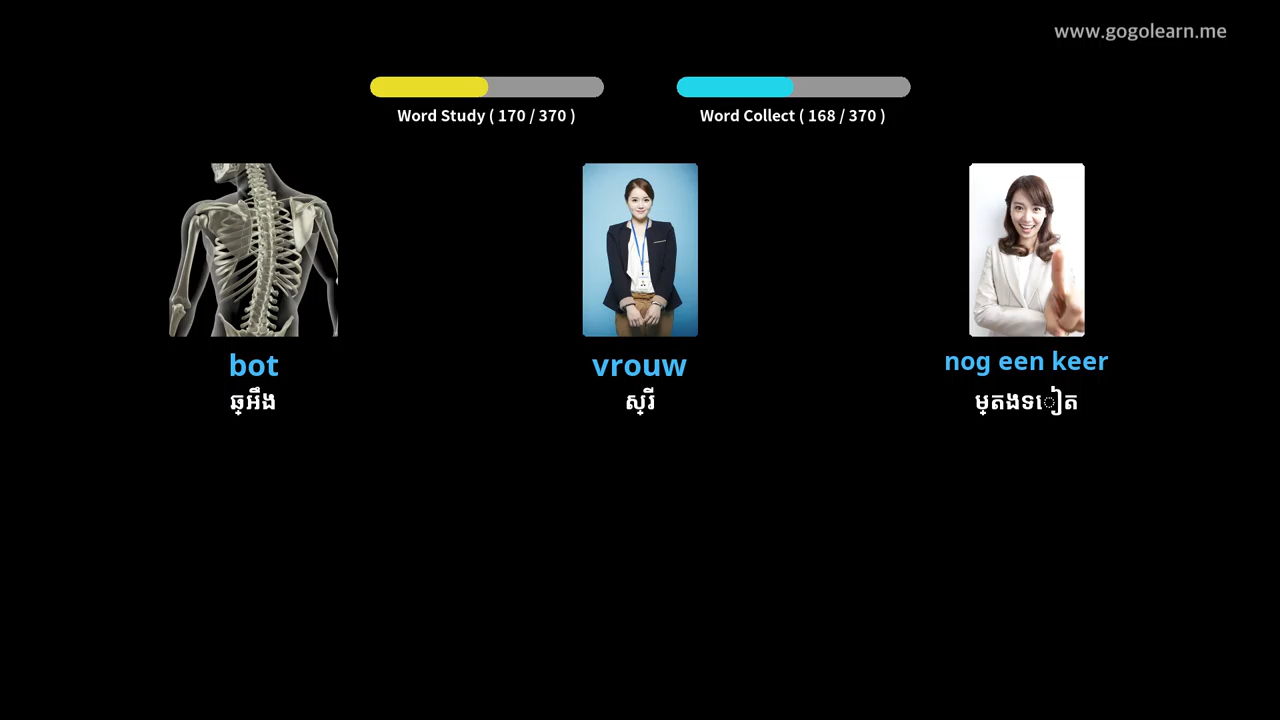 www.gogolearn.me
Word Study ( 170 / 370 )
Word Collect ( 168 / 370 )
bot
vrouw
nog een keer
ឆ្អឹង
ស្រី
ម្តងទៀត